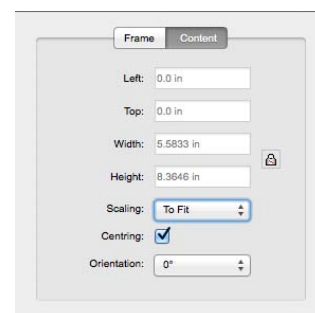 Frame Content
Left: 0.0 in
Top: 0.0 in
Width: 5.5833 in
Height: 8.3646 in
Scaling: To Fit
Centring:
Orientation: 0°